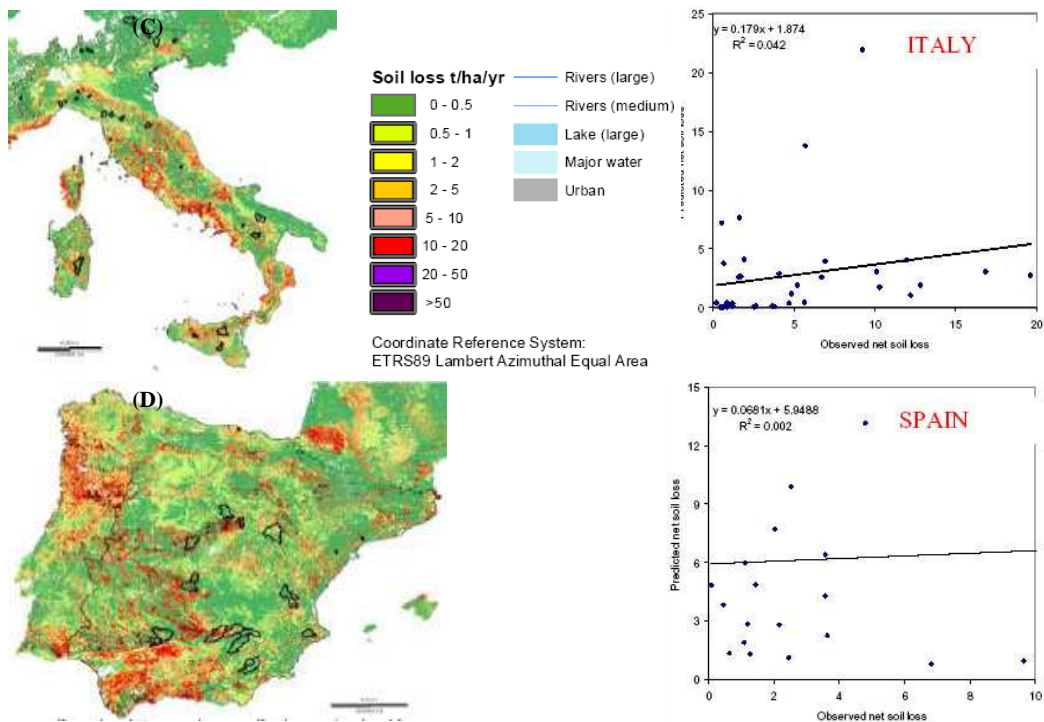 (C)
Soil loss t/ha/yr
0 - 0.5
0.5 - 1
1 - 2
2 - 5
5 - 10
10 - 20
20 - 50
>50
Rivers (large)
Rivers (medium)
Lake (large)
Major water
Urban
Coordinate Reference System:
ETRS89 Lambert Azimuthal Equal Area
y = 0.179x + 1.874
R² = 0.042
ITALY
25
20
15
10
5
0
0 5 10 15 20
Predicted net soil loss
Observed net soil loss
(D)
y = 0.0681x + 5.9488
R² = 0.002
SPAIN
15
12
9
6
3
0
0 2 4 6 8 10
Predicted net soil loss
Observed net soil loss